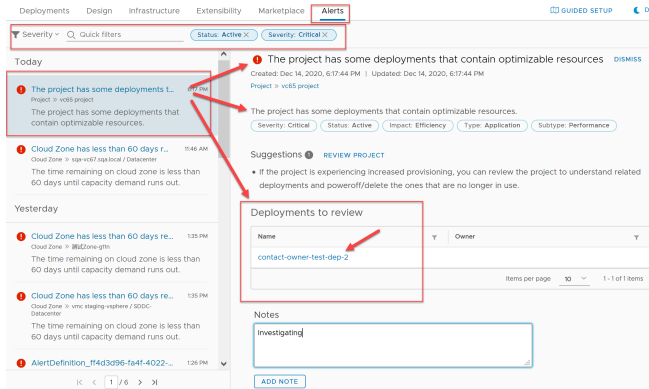 Deployments Design Infrastructure Extensibility Marketplace Alerts GUIDED SETUP
Severity Quick filters Status: Active Severity: Critical
Today
The project has some deployments t... 6:17 PM
Project » vc65 project
The project has some deployments that
contain optimizable resources.
Cloud Zone has less than 60 days r... 11:46 AM
Cloud Zone » sqa-vc67.sqa.local / Datacenter
The time remaining on cloud zone is less than
60 days until capacity demand runs out.
Yesterday
Cloud Zone has less than 60 days re... 1:35 PM
Cloud Zone » 测试Zone-gfln
The time remaining on cloud zone is less than
60 days until capacity demand runs out.
Cloud Zone has less than 60 days re... 1:35 PM
Cloud Zone » vmc staging-vsphere / SDDC-
Datacenter
The time remaining on cloud zone is less than
60 days until capacity demand runs out.
AlertDefinition_ff4d3d96-fa4f-4022-... 1:26 PM
1 / 6
The project has some deployments that contain optimizable resources DISMISS
Created: Dec 14, 2020, 6:17:44 PM | Updated: Dec 14, 2020, 6:17:44 PM
Project » vc65 project
The project has some deployments that contain optimizable resources.
Severity: Critical Status: Active Impact: Efficiency Type: Application Subtype: Performance
Suggestions REVIEW PROJECT
• If the project is experiencing increased provisioning, you can review the project to understand related
deployments and poweroff/delete the ones that are no longer in use.
Deployments to review
Name Owner
contact-owner-test-dep-2
Items per page 10 1 - 1 of 1 items
Notes
Investigating
ADD NOTE